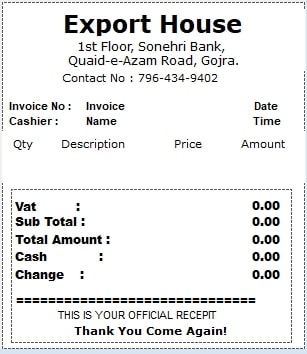 Export House
1st Floor, Sonehri Bank,
Quaid-e-Azam Road, Gojra.
Contact No : 796-434-9402
Invoice No : Invoice Date
Cashier : Name Time
Qty Description Price Amount
Vat : 0.00
Sub Total : 0.00
Total Amount : 0.00
Cash : 0.00
Change : 0.00
==============================
THIS IS YOUR OFFICIAL RECEPIT
Thank You Come Again!